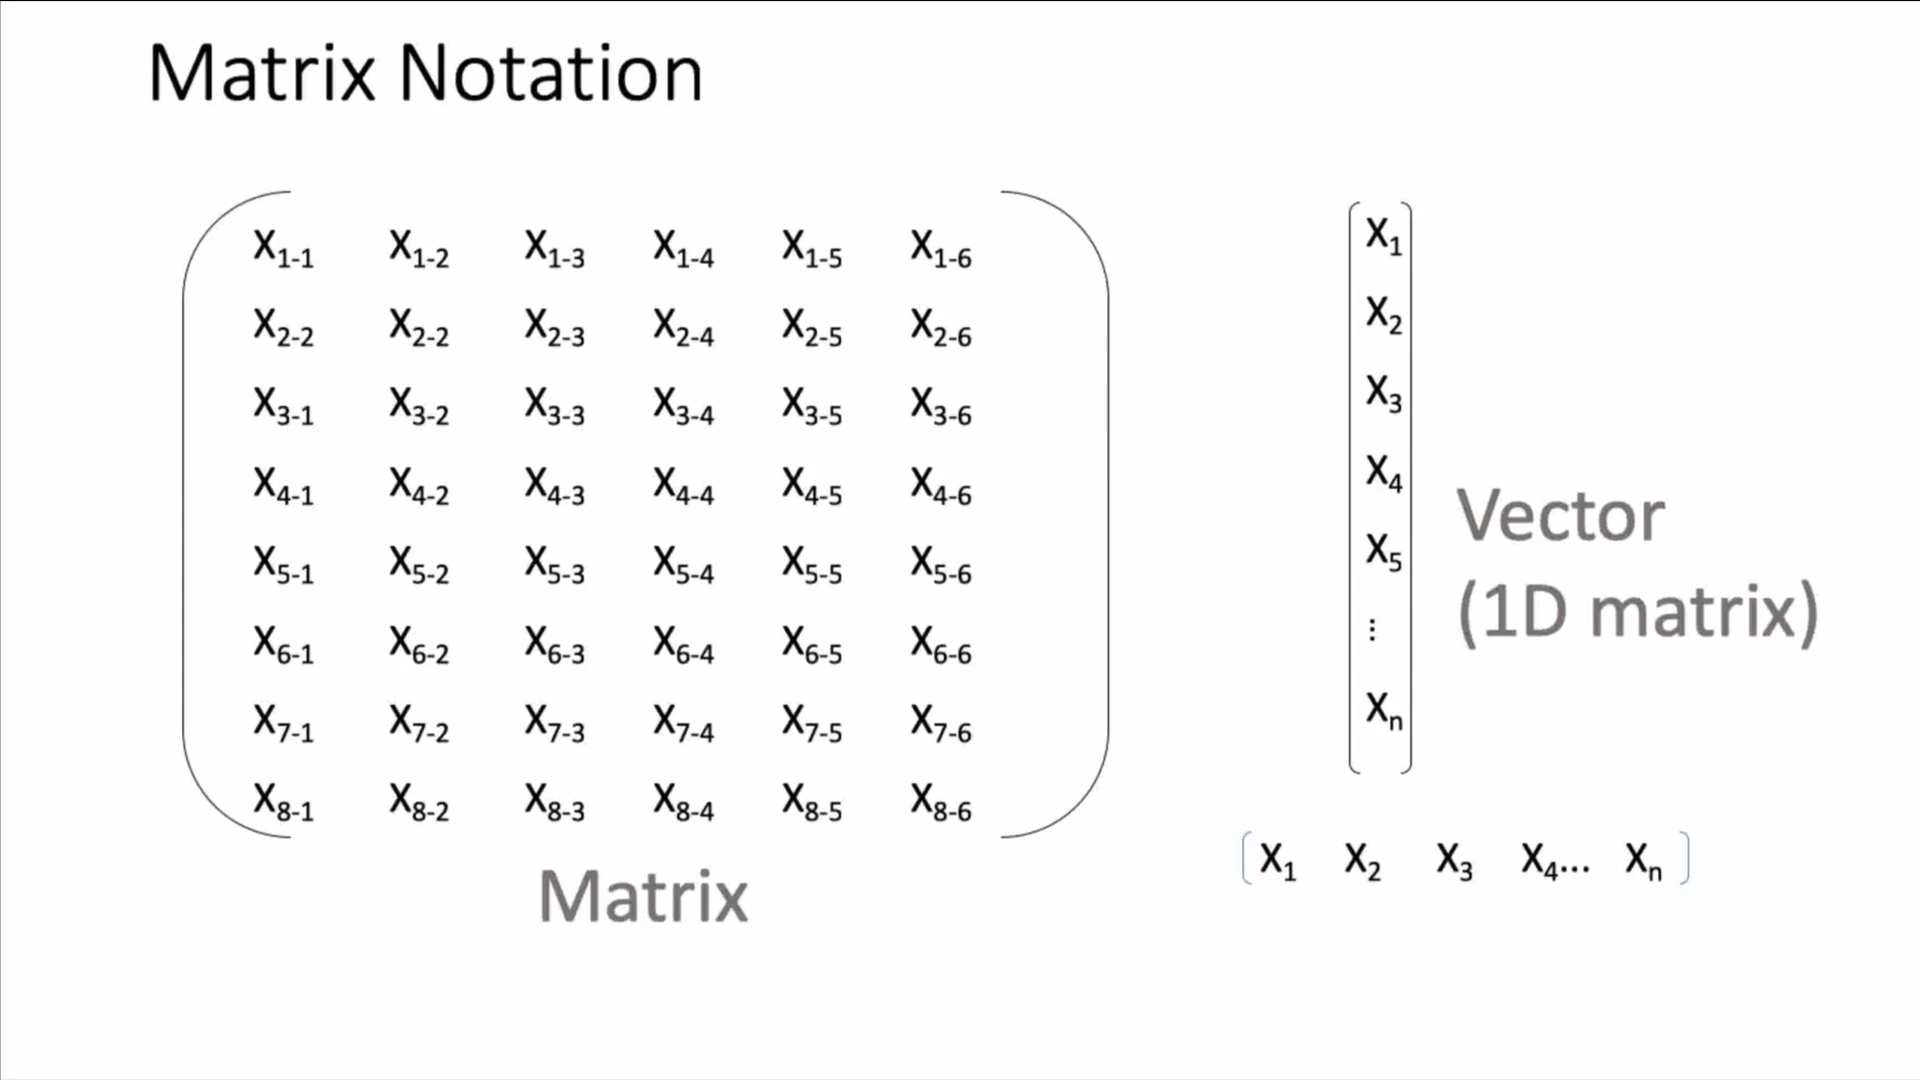 Matrix Notation
X1-1 X1-2 X1-3 X1-4 X1-5 X1-6
X2-2 X2-2 X2-3 X2-4 X2-5 X2-6
X3-1 X3-2 X3-3 X3-4 X3-5 X3-6
X4-1 X4-2 X4-3 X4-4 X4-5 X4-6
X5-1 X5-2 X5-3 X5-4 X5-5 X5-6
X6-1 X6-2 X6-3 X6-4 X6-5 X6-6
X7-1 X7-2 X7-3 X7-4 X7-5 X7-6
X8-1 X8-2 X8-3 X8-4 X8-5 X8-6
Matrix
X1
X2
X3
X4
X5
⋮
Xn
Vector
(1D matrix)
X1 X2 X3 X4... Xn